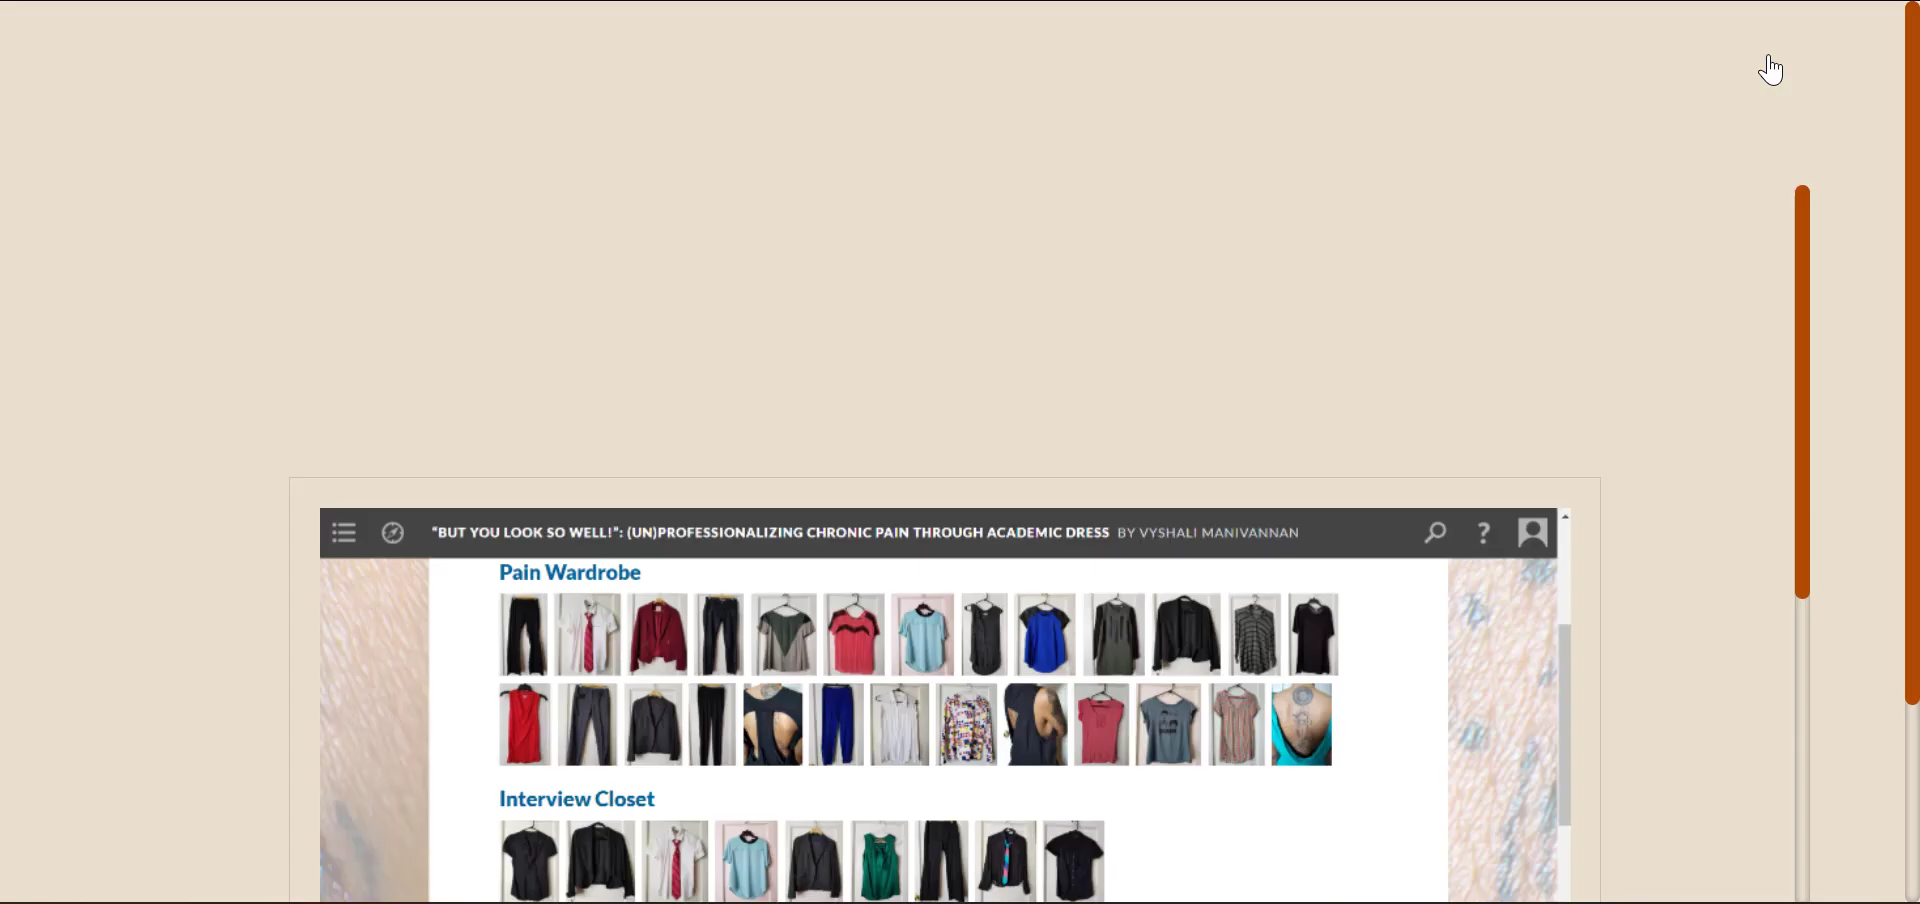 “BUT YOU LOOK SO WELL!”: (UN)PROFESSIONALIZING CHRONIC PAIN THROUGH ACADEMIC DRESS BY VYSHALI MANIVANNAN
?
Pain Wardrobe
Interview Closet